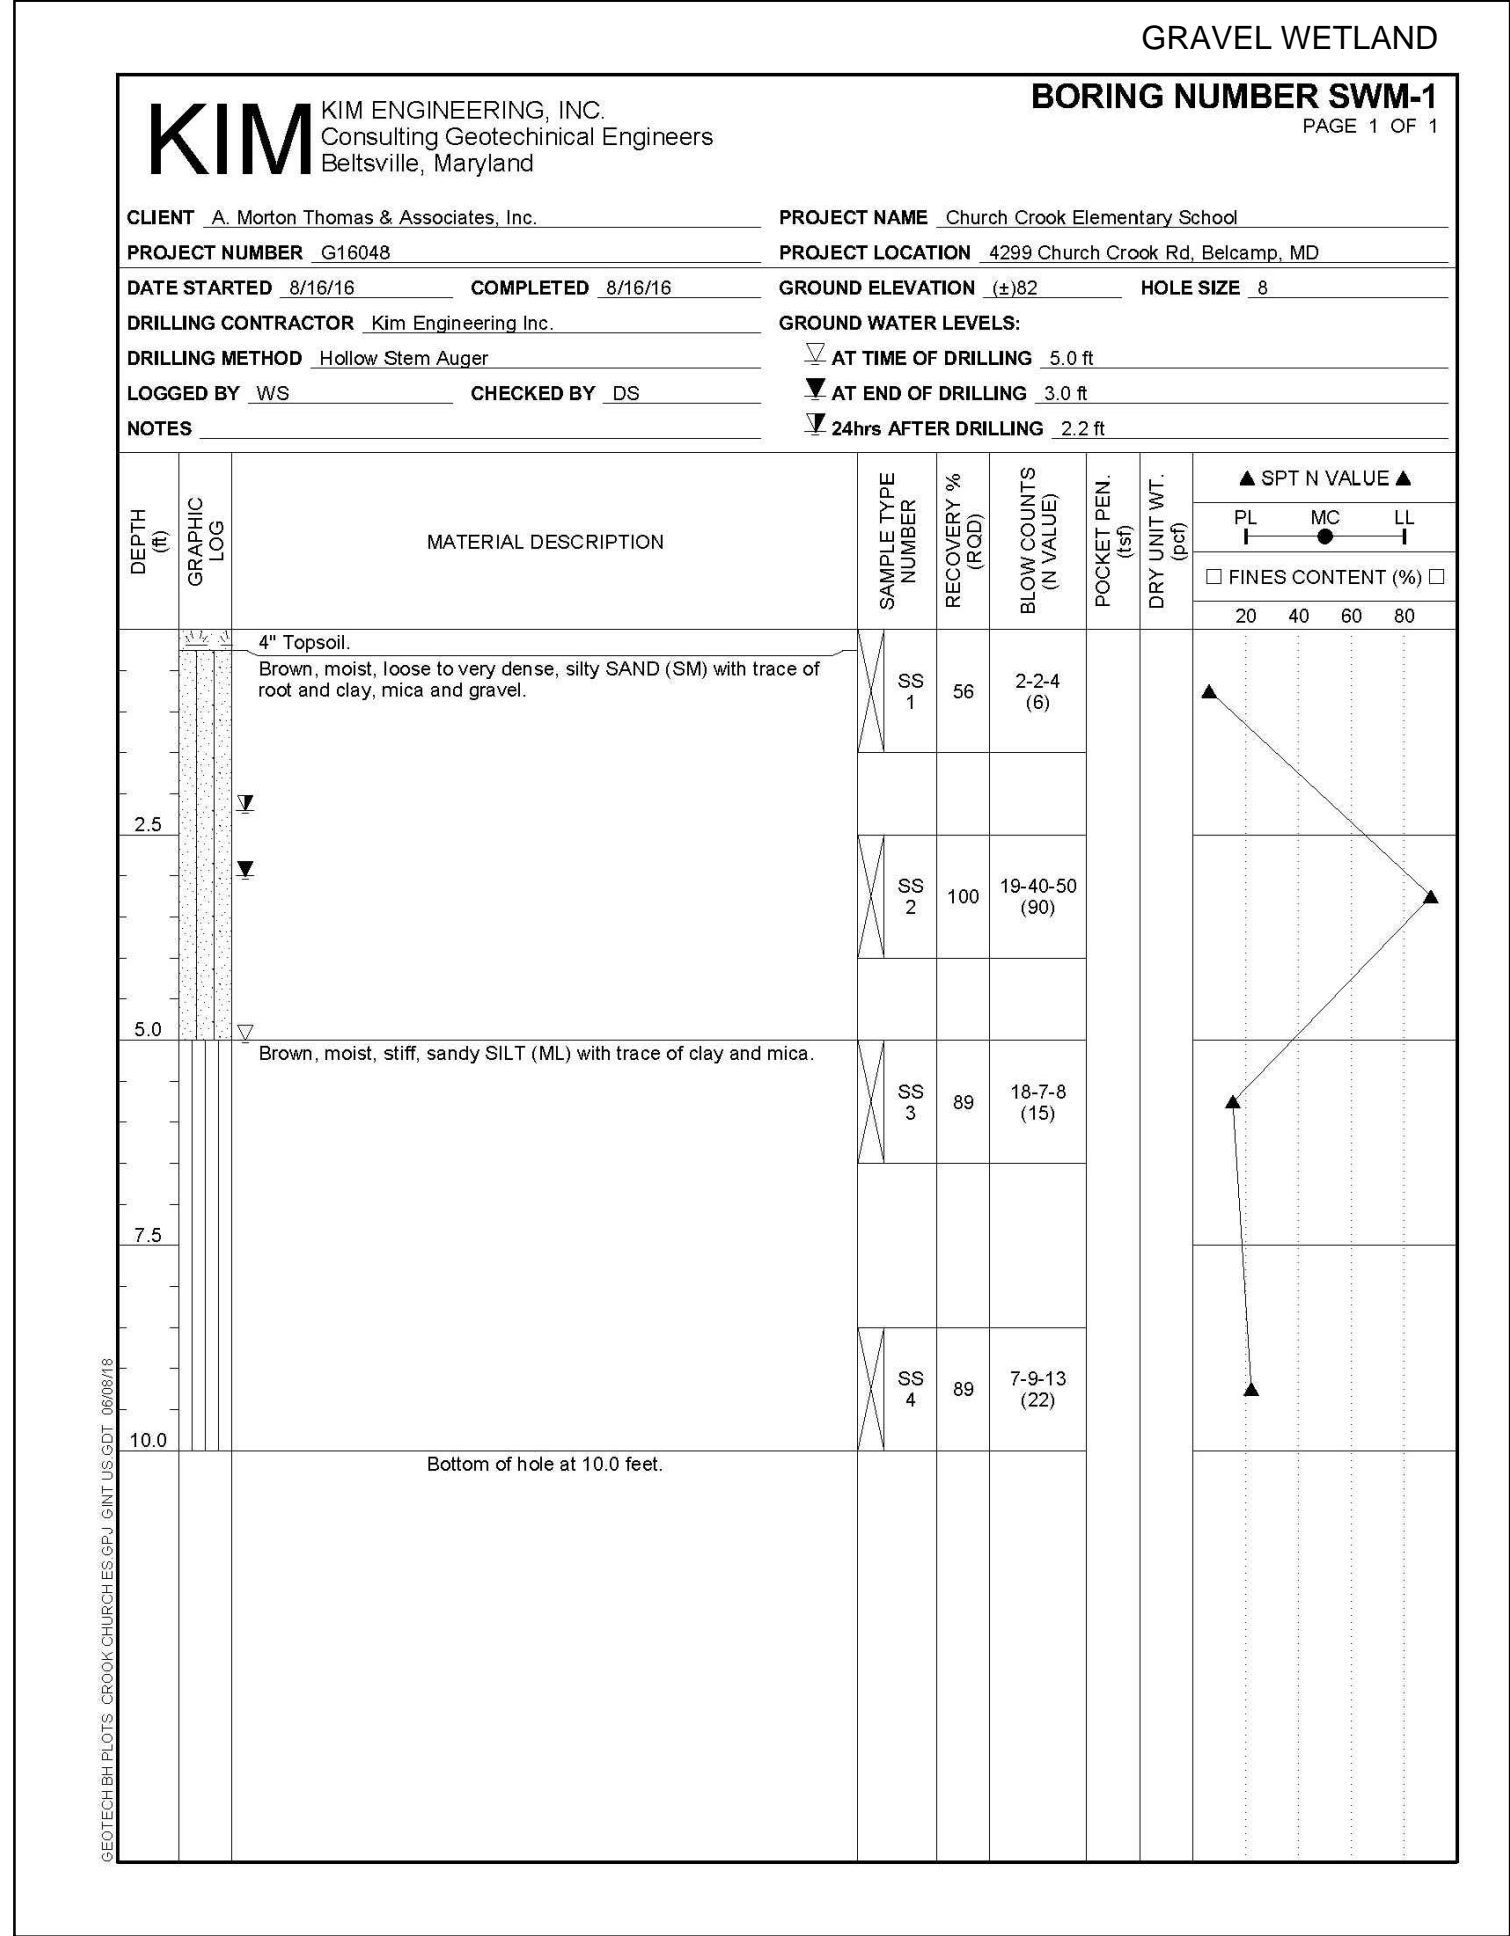 GRAVEL WETLAND
KIM
KIM ENGINEERING, INC.
Consulting Geotechinical Engineers
Beltsville, Maryland
BORING NUMBER SWM-1
PAGE 1 OF 1
CLIENT A. Morton Thomas & Associates, Inc.
PROJECT NAME Church Crook Elementary School
PROJECT NUMBER G16048
PROJECT LOCATION 4299 Church Crook Rd, Belcamp, MD
DATE STARTED 8/16/16 COMPLETED 8/16/16
GROUND ELEVATION (±)82 HOLE SIZE 8
DRILLING CONTRACTOR Kim Engineering Inc.
GROUND WATER LEVELS:
DRILLING METHOD Hollow Stem Auger
AT TIME OF DRILLING 5.0 ft
LOGGED BY WS CHECKED BY DS
AT END OF DRILLING 3.0 ft
NOTES
24hrs AFTER DRILLING 2.2 ft
DEPTH
(ft)
GRAPHIC
LOG
MATERIAL DESCRIPTION
SAMPLE TYPE
NUMBER
RECOVERY %
(RQD)
BLOW COUNTS
(N VALUE)
POCKET PEN.
(tsf)
DRY UNIT WT.
(pcf)
▲ SPT N VALUE ▲
PL MC LL
□ FINES CONTENT (%) □
20 40 60 80
4" Topsoil.
Brown, moist, loose to very dense, silty SAND (SM) with trace of
root and clay, mica and gravel.
SS
1
56
2-2-4
(6)
2.5
SS
2
100
19-40-50
(90)
5.0
Brown, moist, stiff, sandy SILT (ML) with trace of clay and mica.
SS
3
89
18-7-8
(15)
7.5
SS
4
89
7-9-13
(22)
10.0
Bottom of hole at 10.0 feet.
GEOTECH BH PLOTS CROOK CHURCH ES.GPJ GINT US.GDT 06/08/18